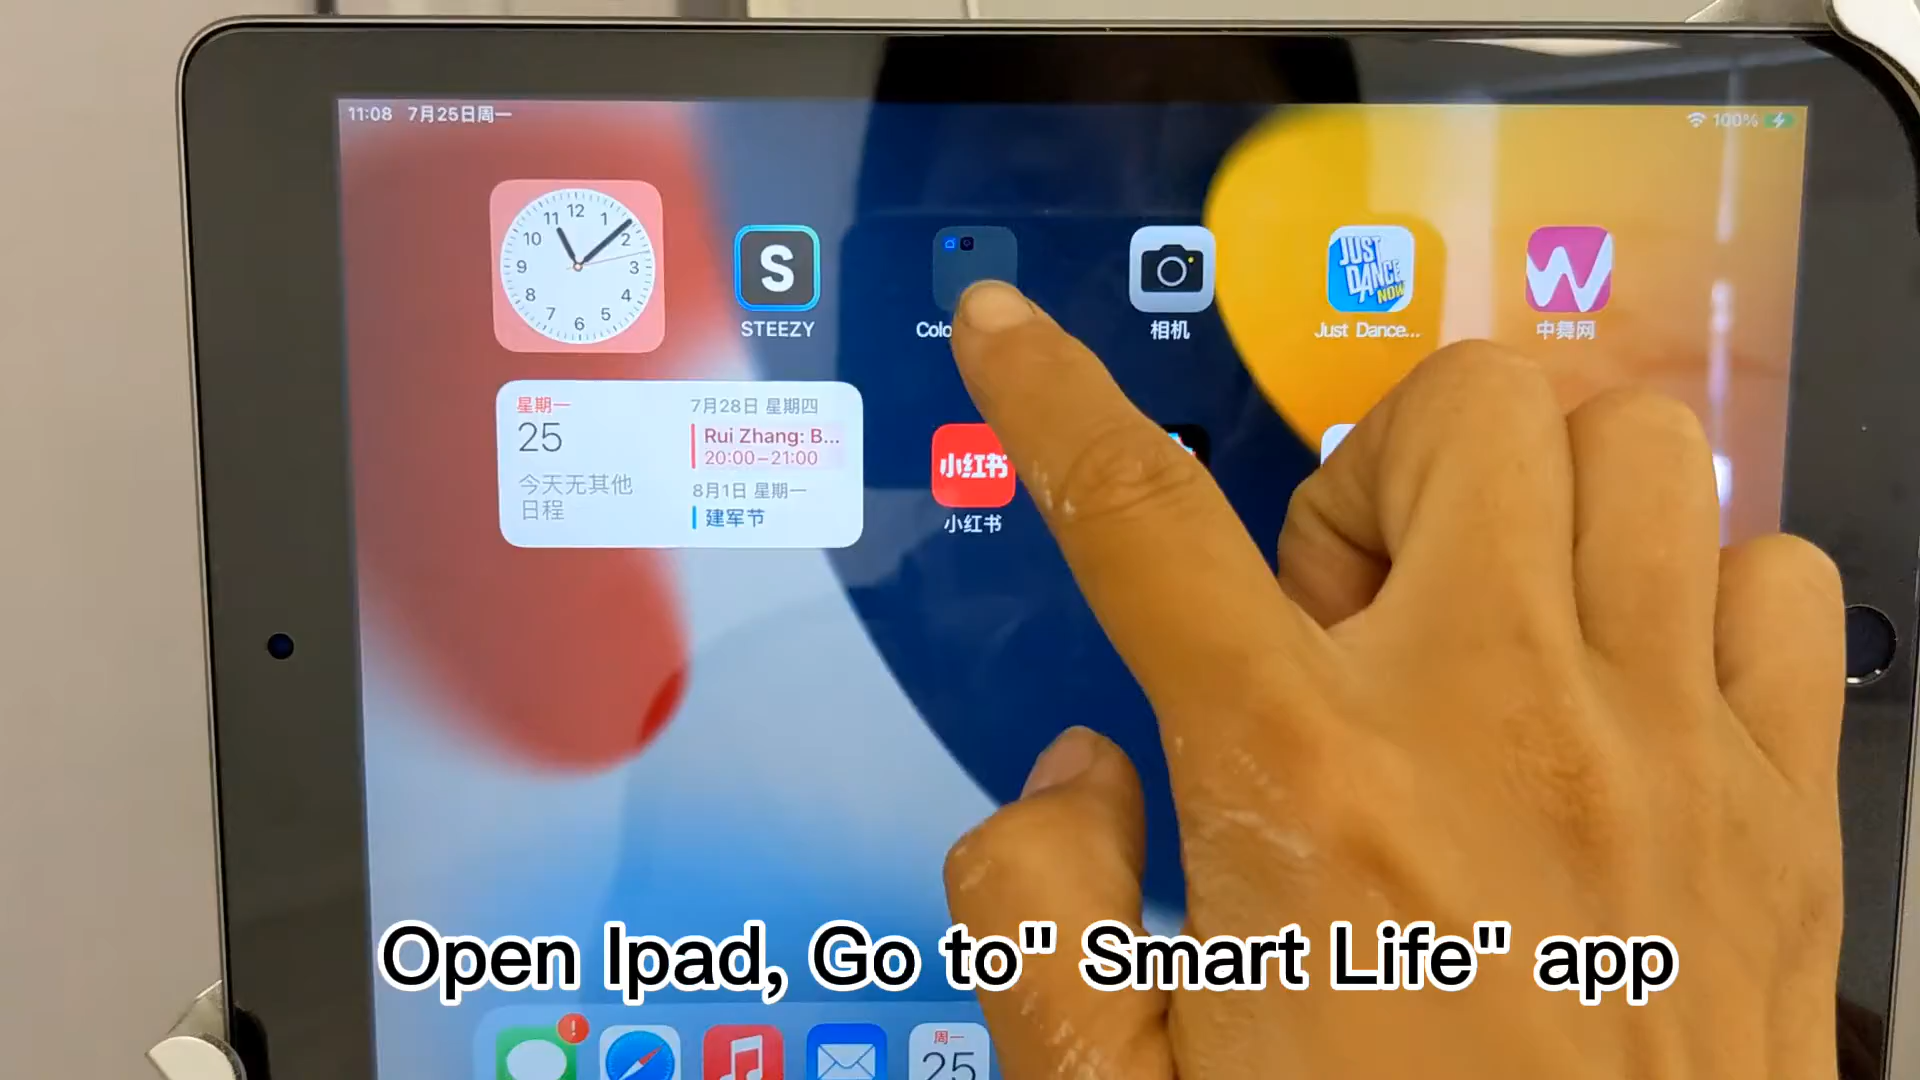 11:08 7月25日周一
100%
12
11 1
10 2
9 3
8 4
7 5
6
S
STEEZY
Colo
相机
JUST
DANCE
NOW
Just Dance...
中舞网
星期一
25
今天无其他
日程
7月28日 星期四
Rui Zhang: B...
20:00–21:00
8月1日 星期一
建军节
小红书
小红书
Open Ipad, Go to" Smart Life" app
周一
25